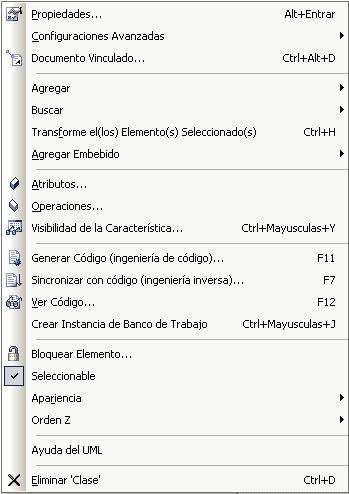 Propiedades... Alt+Entrar
Configuraciones Avanzadas
Documento Vinculado... Ctrl+Alt+D
Agregar
Buscar
Transforme el(los) Elemento(s) Seleccionado(s) Ctrl+H
Agregar Embebido
Atributos...
Operaciones...
Visibilidad de la Característica... Ctrl+Mayusculas+Y
Generar Código (ingeniería de código)... F11
Sincronizar con código (ingeniería inversa)... F7
Ver Código... F12
Crear Instancia de Banco de Trabajo Ctrl+Mayusculas+J
Bloquear Elemento...
Seleccionable
Apariencia
Orden Z
Ayuda del UML
Eliminar 'Clase' Ctrl+D